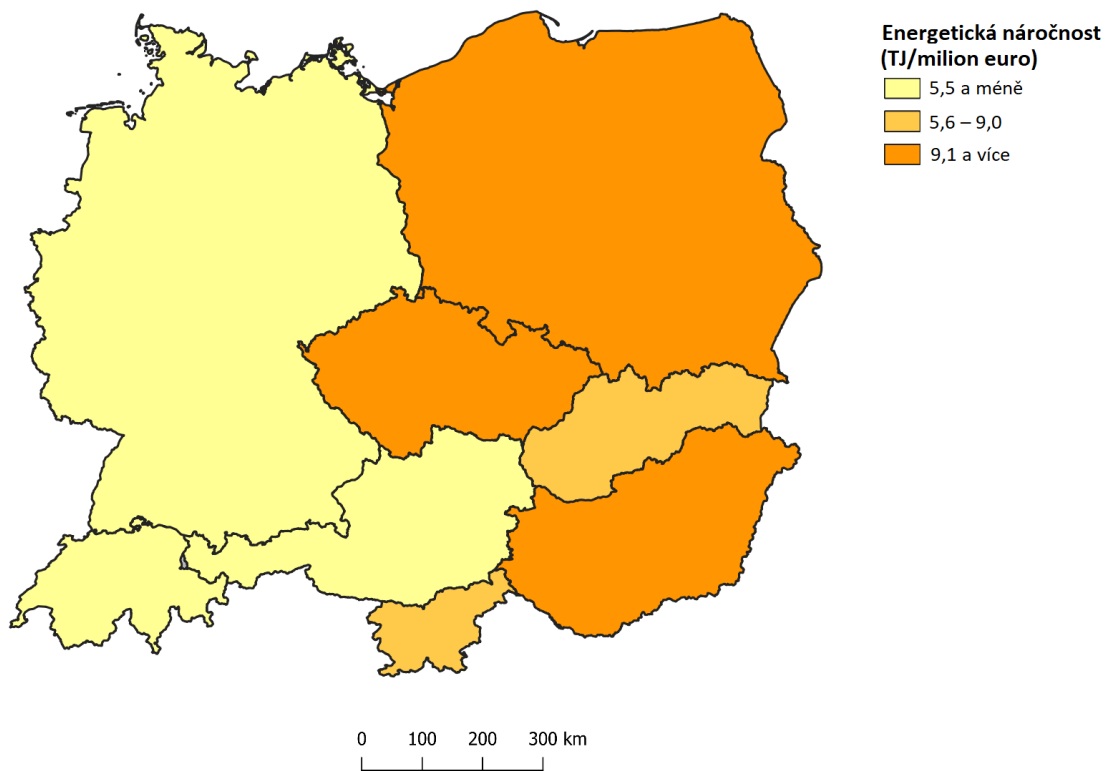 Energetická náročnost
(TJ/milion euro)
5,5 a méně
5,6 – 9,0
9,1 a více
0 100 200 300 km